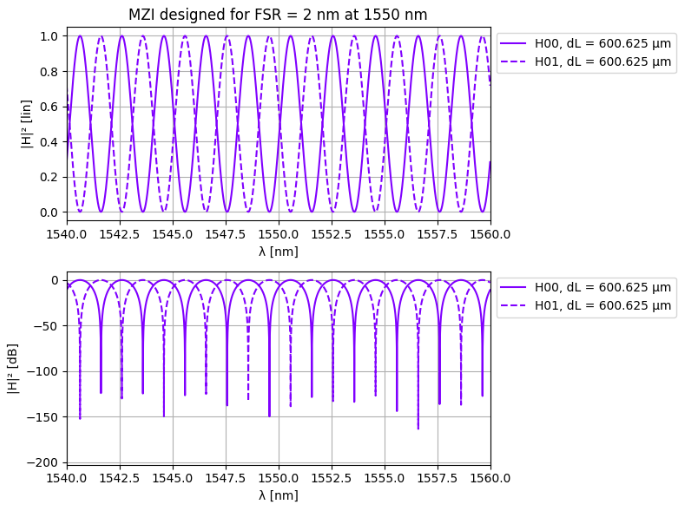 MZI designed for FSR = 2 nm at 1550 nm
1.0
0.8
0.6
0.4
0.2
0.0
|H|² [lin]
1540.0 1542.5 1545.0 1547.5 1550.0 1552.5 1555.0 1557.5 1560.0
λ [nm]
H00, dL = 600.625 μm
H01, dL = 600.625 μm
0
−50
−100
−150
−200
|H|² [dB]
1540.0 1542.5 1545.0 1547.5 1550.0 1552.5 1555.0 1557.5 1560.0
λ [nm]
H00, dL = 600.625 μm
H01, dL = 600.625 μm